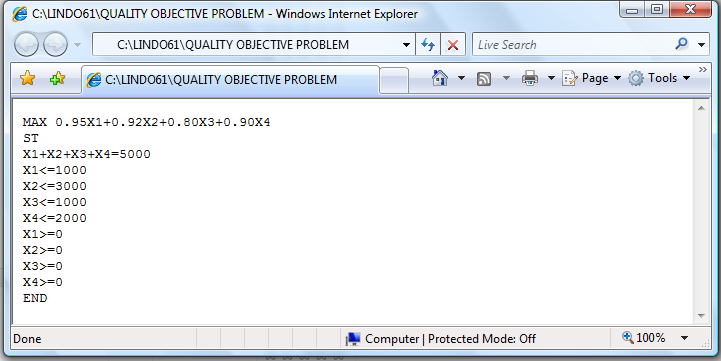 C:\LINDO61\QUALITY OBJECTIVE PROBLEM - Windows Internet Explorer
C:\LINDO61\QUALITY OBJECTIVE PROBLEM
Live Search
C:\LINDO61\QUALITY OBJECTIVE PROBLEM
Page
Tools
MAX 0.95X1+0.92X2+0.80X3+0.90X4
ST
X1+X2+X3+X4=5000
X1<=1000
X2<=3000
X3<=1000
X4<=2000
X1>=0
X2>=0
X3>=0
X4>=0
END
Done
Computer | Protected Mode: Off
100%